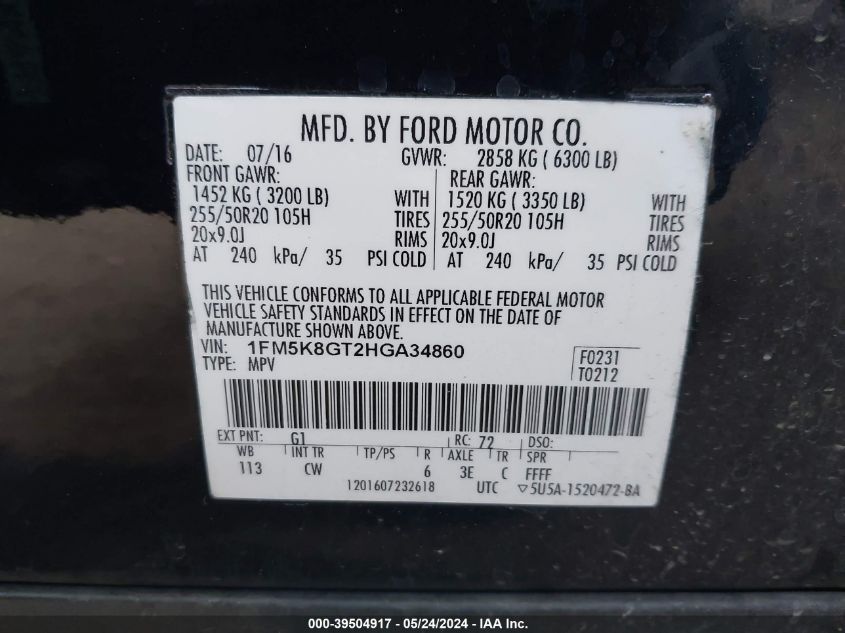 MFD. BY FORD MOTOR CO.
DATE: 07/16 GVWR: 2858 KG ( 6300 LB)
FRONT GAWR: REAR GAWR:
1452 KG ( 3200 LB) WITH 1520 KG ( 3350 LB) WITH
255/50R20 105H TIRES 255/50R20 105H TIRES
20x9.0J RIMS 20x9.0J RIMS
AT 240 kPa/ 35 PSI COLD AT 240 kPa/ 35 PSI COLD
THIS VEHICLE CONFORMS TO ALL APPLICABLE FEDERAL MOTOR
VEHICLE SAFETY STANDARDS IN EFFECT ON THE DATE OF
MANUFACTURE SHOWN ABOVE.
VIN: 1FM5K8GT2HGA34860 F0231
TYPE: MPV T0212
EXT PNT: G1 RC: 72 DSO:
WB INT TR TP/PS R AXLE TR SPR
113 CW 6 3E C FFFF
1201607232618 UTC ▽5U5A-1520472-BA
000-39504917 / 05/24/2024 / IAA Inc.